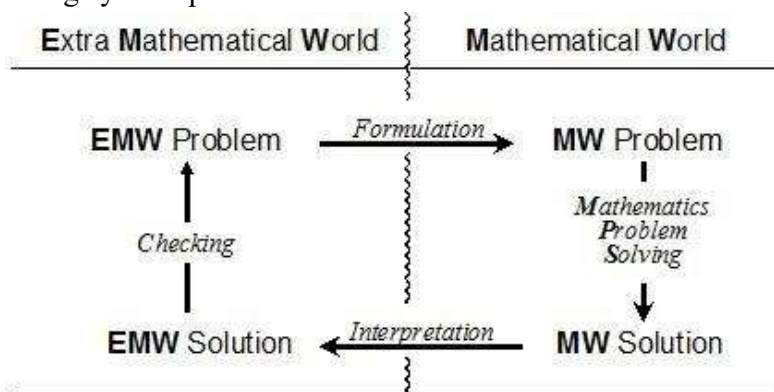 Extra Mathematical World
Mathematical World
EMW Problem
Formulation
MW Problem
Checking
Mathematics
Problem
Solving
EMW Solution
Interpretation
MW Solution